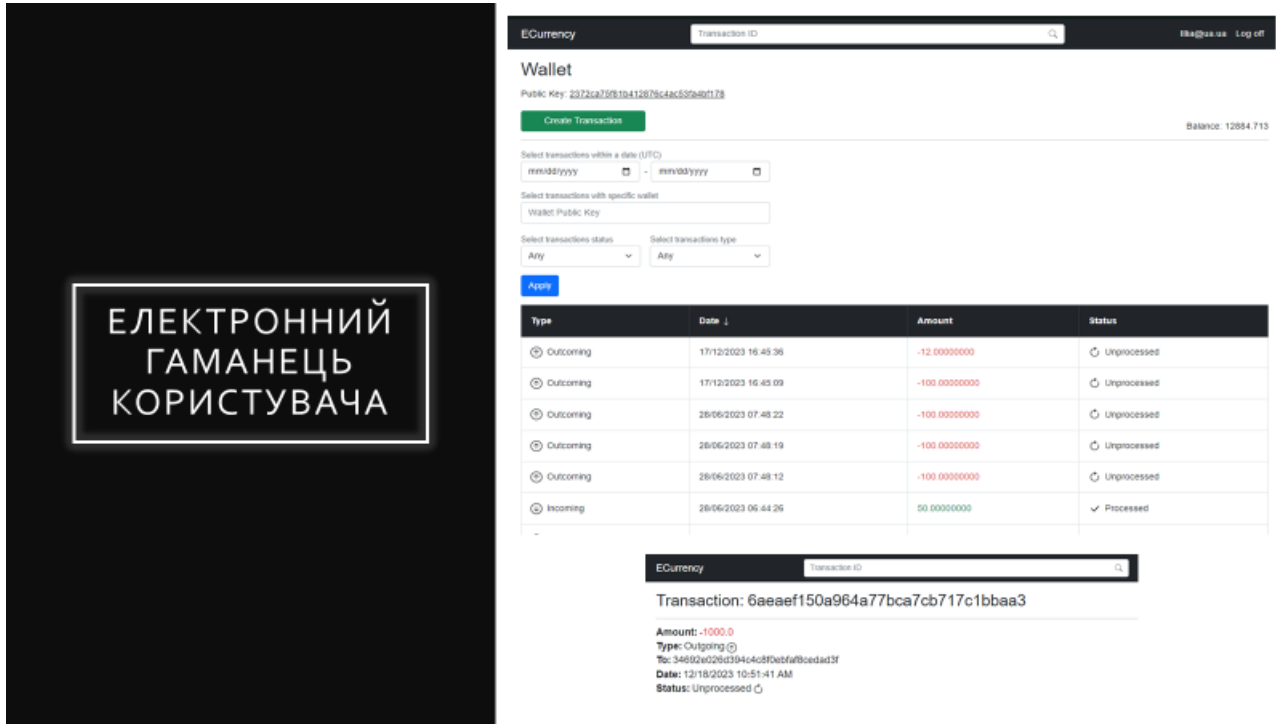 ЕЛЕКТРОННИЙ
ГАМАНЕЦЬ
КОРИСТУВАЧА
ECurrency Transaction ID Log off
Wallet
Public Key:
Create Transaction
Balance: 12884.713
Select transactions within a date (UTC)
mm/dd/yyyy - mm/dd/yyyy
Select transactions with specific wallet
Wallet Public Key
Select transactions status Select transactions type
Any Any
Apply
Type Date ↓ Amount Status
Outcoming 17/12/2023 16:45:36 -12.00000000 Unprocessed
Outcoming 17/12/2023 16:45:09 -100.00000000 Unprocessed
Outcoming 28/06/2023 07:48:22 -100.00000000 Unprocessed
Outcoming 28/06/2023 07:48:19 -100.00000000 Unprocessed
Outcoming 28/06/2023 07:48:12 -100.00000000 Unprocessed
Incoming 28/06/2023 06:44:26 50.00000000 Processed
ECurrency Transaction ID
Transaction: 6aeaef150a964a77bca7cb717c1bbaa3
Amount: -1000.0
Type: Outgoing
To:
Date: 12/18/2023 10:51:41 AM
Status: Unprocessed